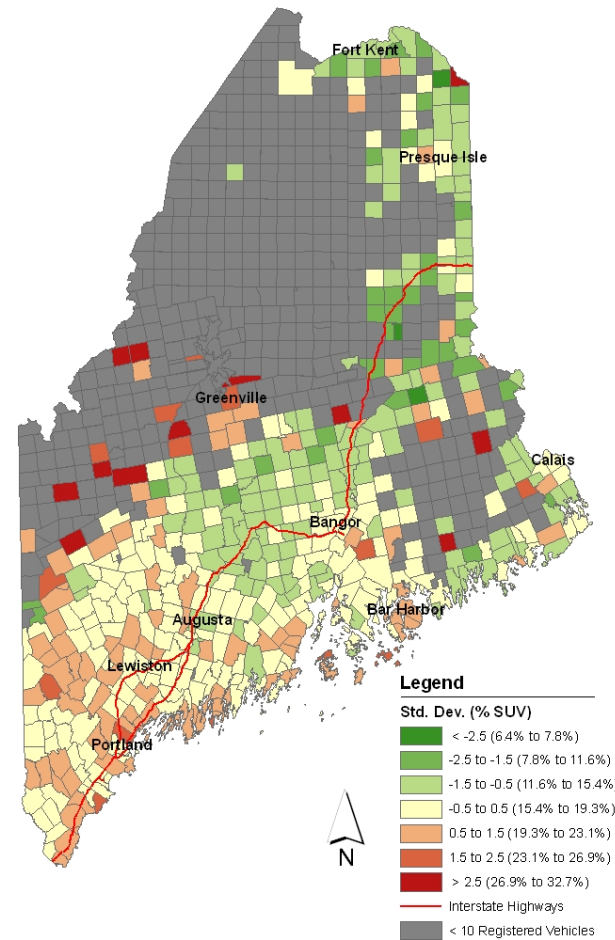 Fort Kent
Presque Isle
Greenville
Calais
Bangor
Bar Harbor
Augusta
Lewiston
Portland
N
Legend
Std. Dev. (% SUV)
< -2.5 (6.4% to 7.8%)
-2.5 to -1.5 (7.8% to 11.6%)
-1.5 to -0.5 (11.6% to 15.4%)
-0.5 to 0.5 (15.4% to 19.3%)
0.5 to 1.5 (19.3% to 23.1%)
1.5 to 2.5 (23.1% to 26.9%)
> 2.5 (26.9% to 32.7%)
Interstate Highways
< 10 Registered Vehicles